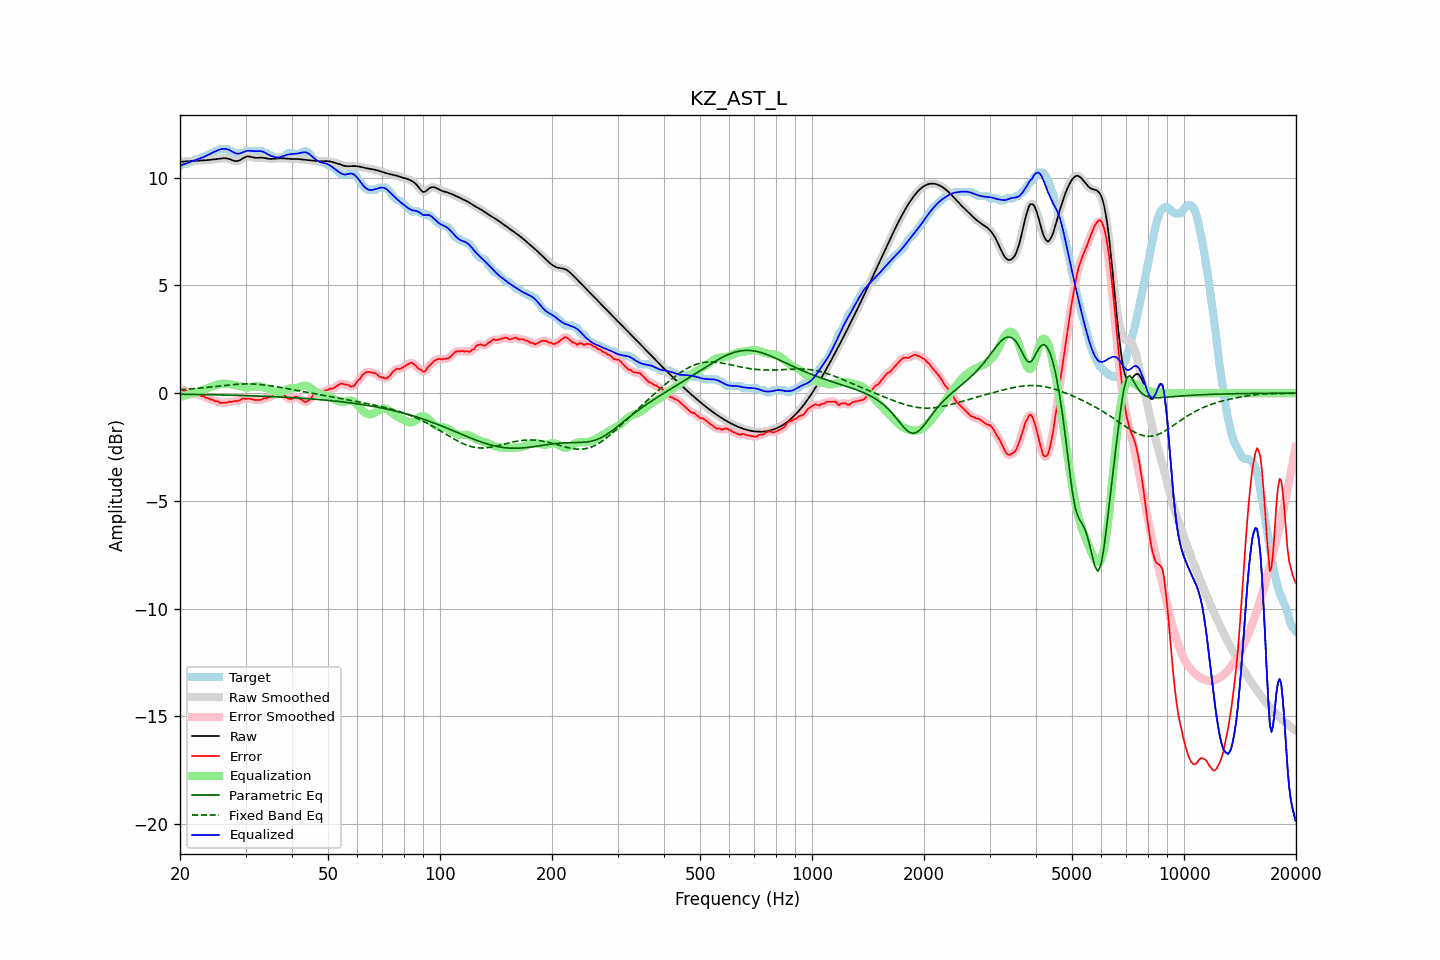 KZ_AST_L
Amplitude (dBr)
10
5
0
−5
−10
−15
−20
Target
Raw Smoothed
Error Smoothed
Raw
Error
Equalization
Parametric Eq
Fixed Band Eq
Equalized
20 50 100 200 500 1000 2000 5000 10000 20000
Frequency (Hz)